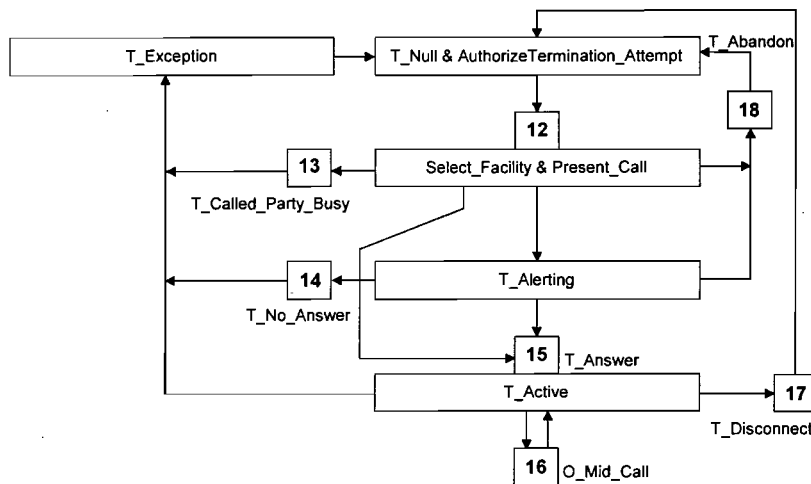 T_Exception
T_Null & AuthorizeTermination_Attempt
T_Abandon
18
12
Select_Facility & Present_Call
13
T_Called_Party_Busy
14
T_No_Answer
T_Alerting
15
T_Answer
T_Active
17
T_Disconnect
16
O_Mid_Call